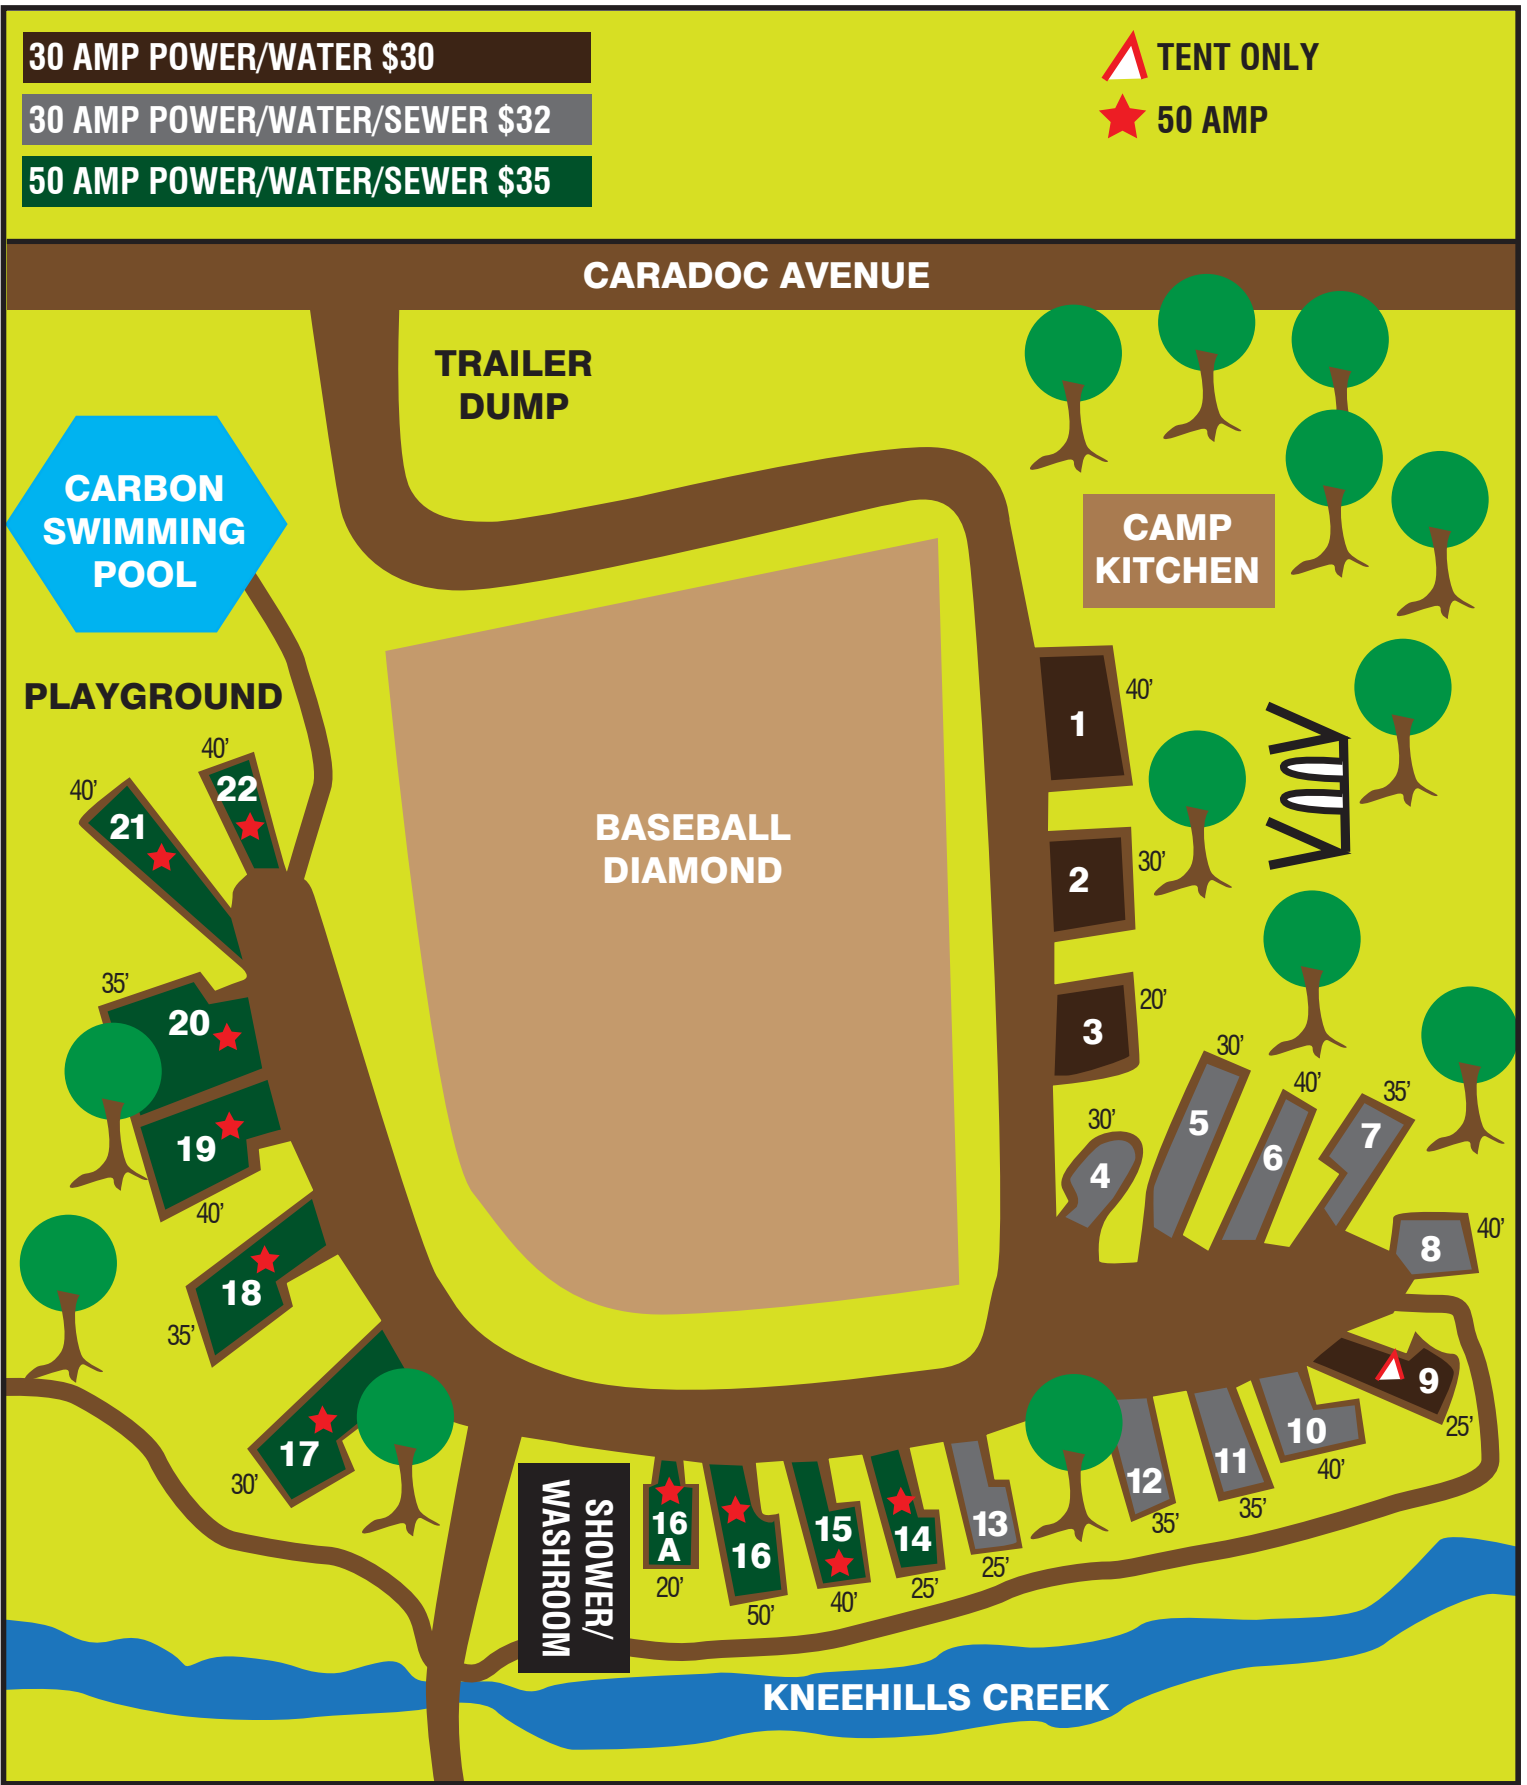 30 AMP POWER/WATER $30
30 AMP POWER/WATER/SEWER $32
50 AMP POWER/WATER/SEWER $35
TENT ONLY
50 AMP
CARADOC AVENUE
TRAILER
DUMP
CARBON
SWIMMING
POOL
CAMP
KITCHEN
PLAYGROUND
BASEBALL
DIAMOND
1
40’
2
30’
3
20’
4
30’
5
30’
6
40’
7
35’
8
40’
9
25’
10
40’
11
35’
12
35’
13
25’
14
25’
15
40’
16
50’
16
A
20’
SHOWER/
WASHROOM
17
30’
18
35’
19
40’
20
35’
21
40’
22
40’
KNEEHILLS CREEK